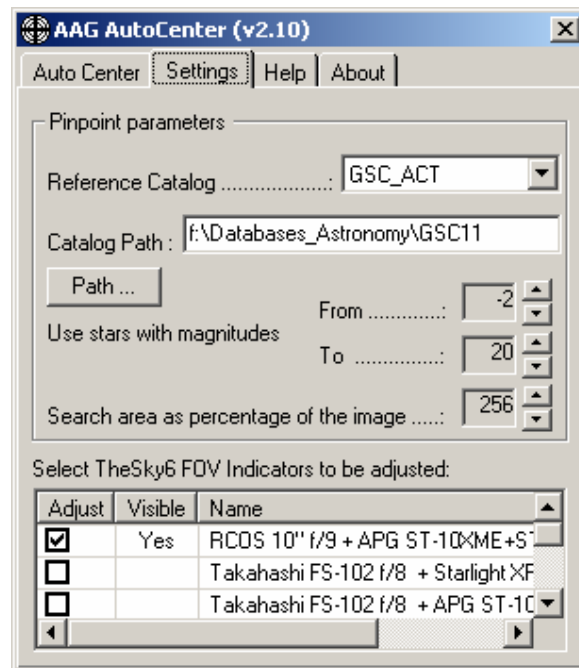 AAG AutoCenter (v2.10)
Auto Center Settings Help About
Pinpoint parameters
Reference Catalog ....................: GSC_ACT
Catalog Path : f:\Databases_Astronomy\GSC11
Path ...
From .............: -2
Use stars with magnitudes
To ...............: 20
Search area as percentage of the image .....: 256
Select TheSky6 FOV Indicators to be adjusted:
Adjust Visible Name
Yes RCOS 10" f/9 + APG ST-10XME+ST
Takahashi FS-102 f/8 + Starlight XP
Takahashi FS-102 f/8 + APG ST-10